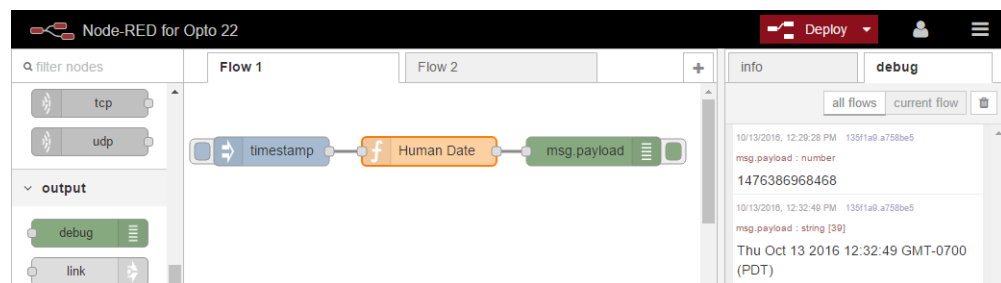 Node-RED for Opto 22
Deploy
filter nodes
tcp
udp
output
debug
link
Flow 1
Flow 2
+
timestamp
f
Human Date
msg.payload
info
debug
all flows
current flow
10/13/2016, 12:29:28 PM 135f1a9.a758be5
msg.payload : number
1476386968468
10/13/2016, 12:32:49 PM 135f1a9.a758be5
msg.payload : string [39]
Thu Oct 13 2016 12:32:49 GMT-0700
(PDT)